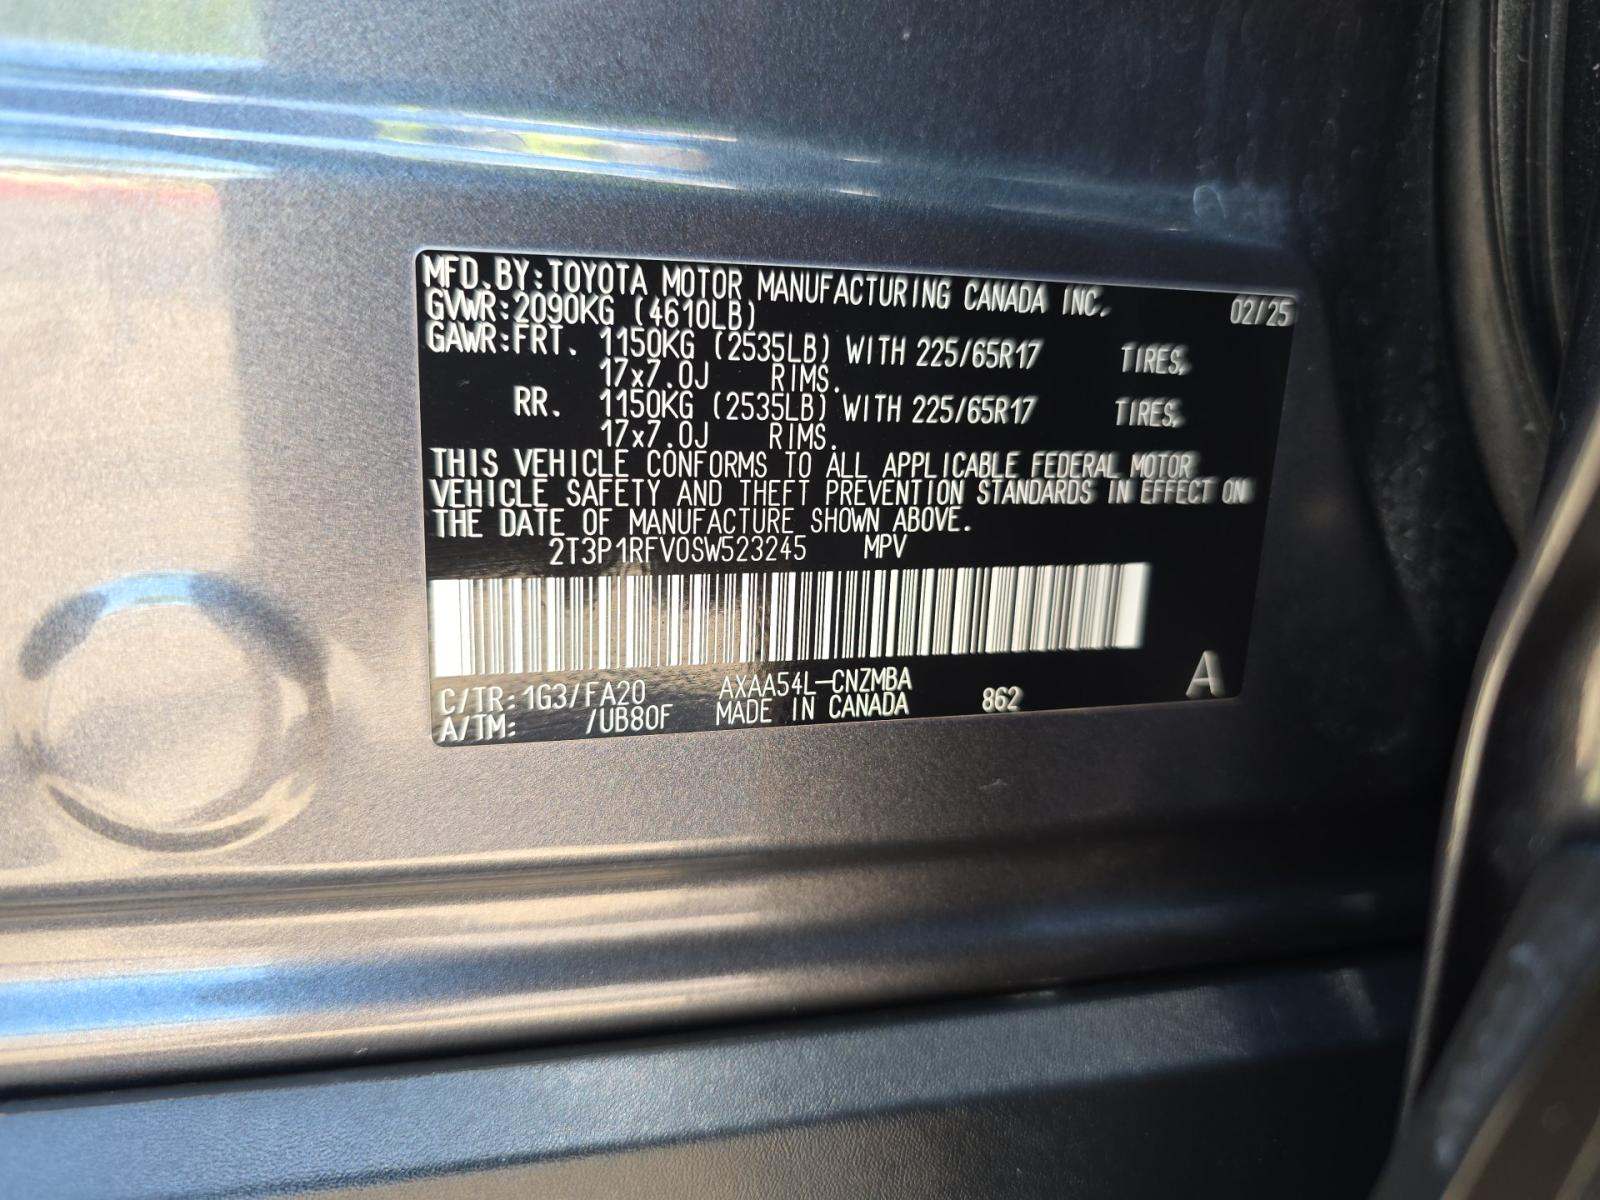 MFD.BY:TOYOTA MOTOR MANUFACTURING CANADA INC. 02/25
GVWR:2090KG (4610LB)
GAWR:FRT. 1150KG (2535LB) WITH 225/65R17 TIRES,
17x7.0J RIMS.
RR. 1150KG (2535LB) WITH 225/65R17 TIRES,
17x7.0J RIMS.
THIS VEHICLE CONFORMS TO ALL APPLICABLE FEDERAL MOTOR
VEHICLE SAFETY AND THEFT PREVENTION STANDARDS IN EFFECT ON
THE DATE OF MANUFACTURE SHOWN ABOVE.
2T3P1RFV0SW523245 MPV
C/TR: 1G3/FA20 AXAA54L-CNZMBA
A/TM: /UB80F MADE IN CANADA 862 A